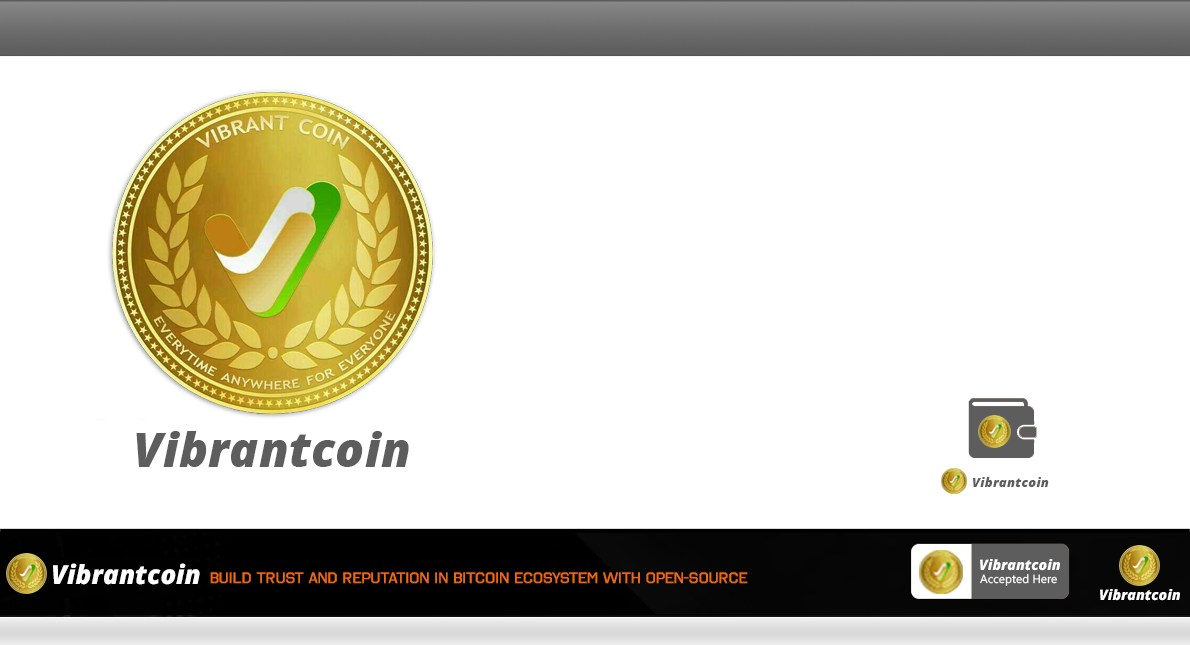 VIBRANT COIN
EVERYTIME ANYWHERE FOR EVERYONE
Vibrantcoin
Vibrantcoin
Vibrantcoin BUILD TRUST AND REPUTATION IN BITCOIN ECOSYSTEM WITH OPEN-SOURCE
Vibrantcoin
Accepted Here
Vibrantcoin